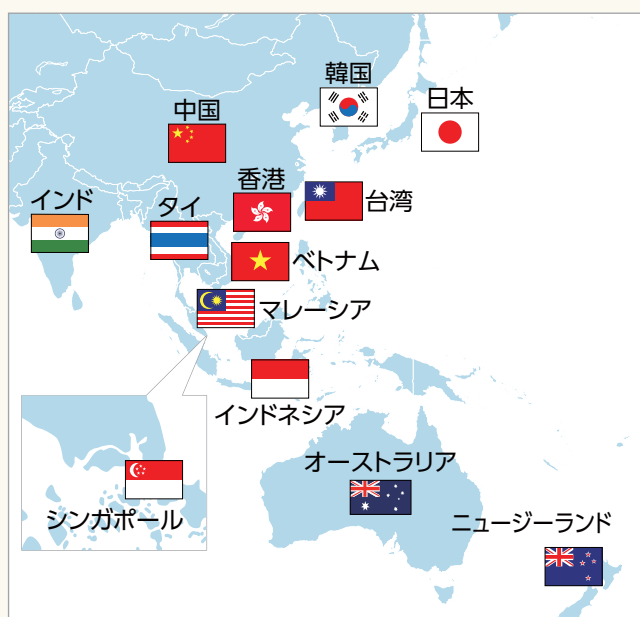 韓国
日本
中国
香港
台湾
インド
タイ
ベトナム
マレーシア
インドネシア
オーストラリア
シンガポール
ニュージーランド